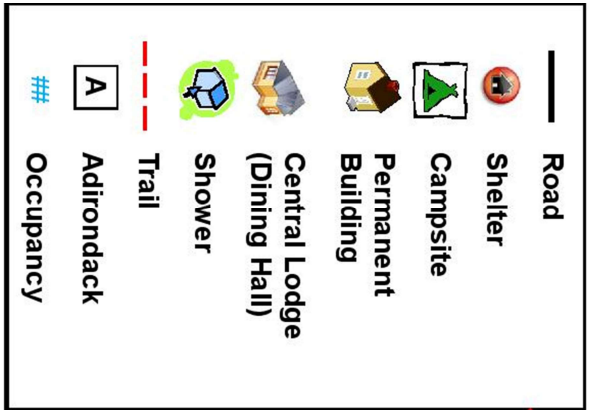 Road
Shelter
Campsite
Permanent
Building
Central Lodge
(Dining Hall)
Shower
Trail
A Adirondack
## Occupancy